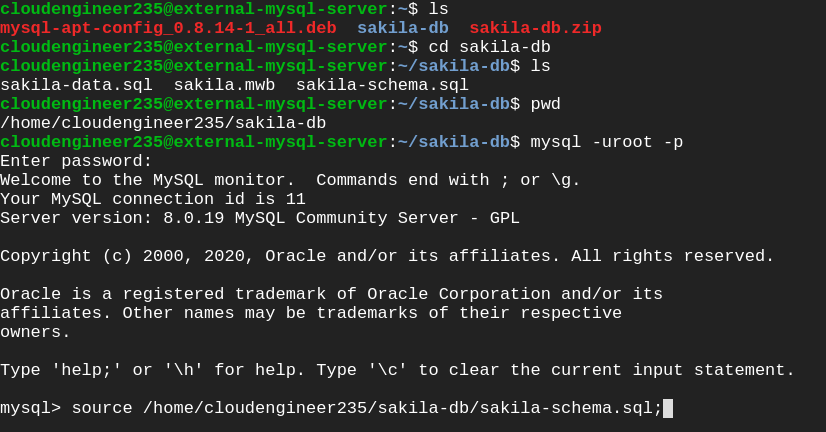 cloudengineer235@external-mysql-server:~$ ls
mysql-apt-config_0.8.14-1_all.deb  sakila-db  sakila-db.zip
cloudengineer235@external-mysql-server:~$ cd sakila-db
cloudengineer235@external-mysql-server:~/sakila-db$ ls
sakila-data.sql  sakila.mwb  sakila-schema.sql
cloudengineer235@external-mysql-server:~/sakila-db$ pwd
/home/cloudengineer235/sakila-db
cloudengineer235@external-mysql-server:~/sakila-db$ mysql -uroot -p
Enter password:
Welcome to the MySQL monitor.  Commands end with ; or \g.
Your MySQL connection id is 11
Server version: 8.0.19 MySQL Community Server - GPL

Copyright (c) 2000, 2020, Oracle and/or its affiliates. All rights reserved.

Oracle is a registered trademark of Oracle Corporation and/or its
affiliates. Other names may be trademarks of their respective
owners.

Type 'help;' or '\h' for help. Type '\c' to clear the current input statement.

mysql> source /home/cloudengineer235/sakila-db/sakila-schema.sql;